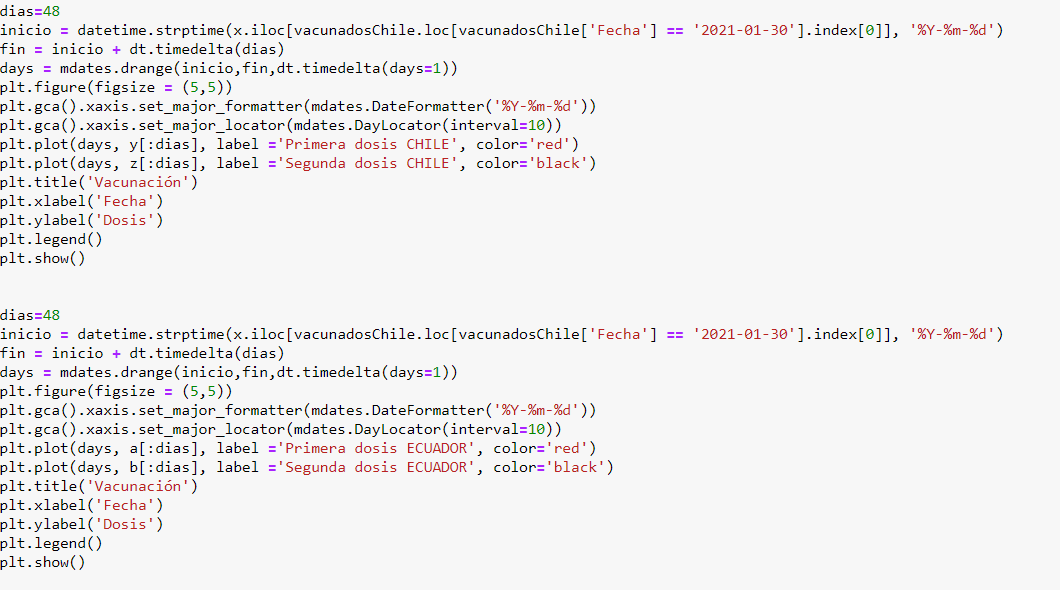 dias=48
inicio = datetime.strptime(x.iloc[vacunadosChile.loc[vacunadosChile['Fecha'] == '2021-01-30'].index[0]], '%Y-%m-%d')
fin = inicio + dt.timedelta(dias)
days = mdates.drange(inicio,fin,dt.timedelta(days=1))
plt.figure(figsize = (5,5))
plt.gca().xaxis.set_major_formatter(mdates.DateFormatter('%Y-%m-%d'))
plt.gca().xaxis.set_major_locator(mdates.DayLocator(interval=10))
plt.plot(days, y[:dias], label ='Primera dosis CHILE', color='red')
plt.plot(days, z[:dias], label ='Segunda dosis CHILE', color='black')
plt.title('Vacunación')
plt.xlabel('Fecha')
plt.ylabel('Dosis')
plt.legend()
plt.show()
dias=48
inicio = datetime.strptime(x.iloc[vacunadosChile.loc[vacunadosChile['Fecha'] == '2021-01-30'].index[0]], '%Y-%m-%d')
fin = inicio + dt.timedelta(dias)
days = mdates.drange(inicio,fin,dt.timedelta(days=1))
plt.figure(figsize = (5,5))
plt.gca().xaxis.set_major_formatter(mdates.DateFormatter('%Y-%m-%d'))
plt.gca().xaxis.set_major_locator(mdates.DayLocator(interval=10))
plt.plot(days, a[:dias], label ='Primera dosis ECUADOR', color='red')
plt.plot(days, b[:dias], label ='Segunda dosis ECUADOR', color='black')
plt.title('Vacunación')
plt.xlabel('Fecha')
plt.ylabel('Dosis')
plt.legend()
plt.show()